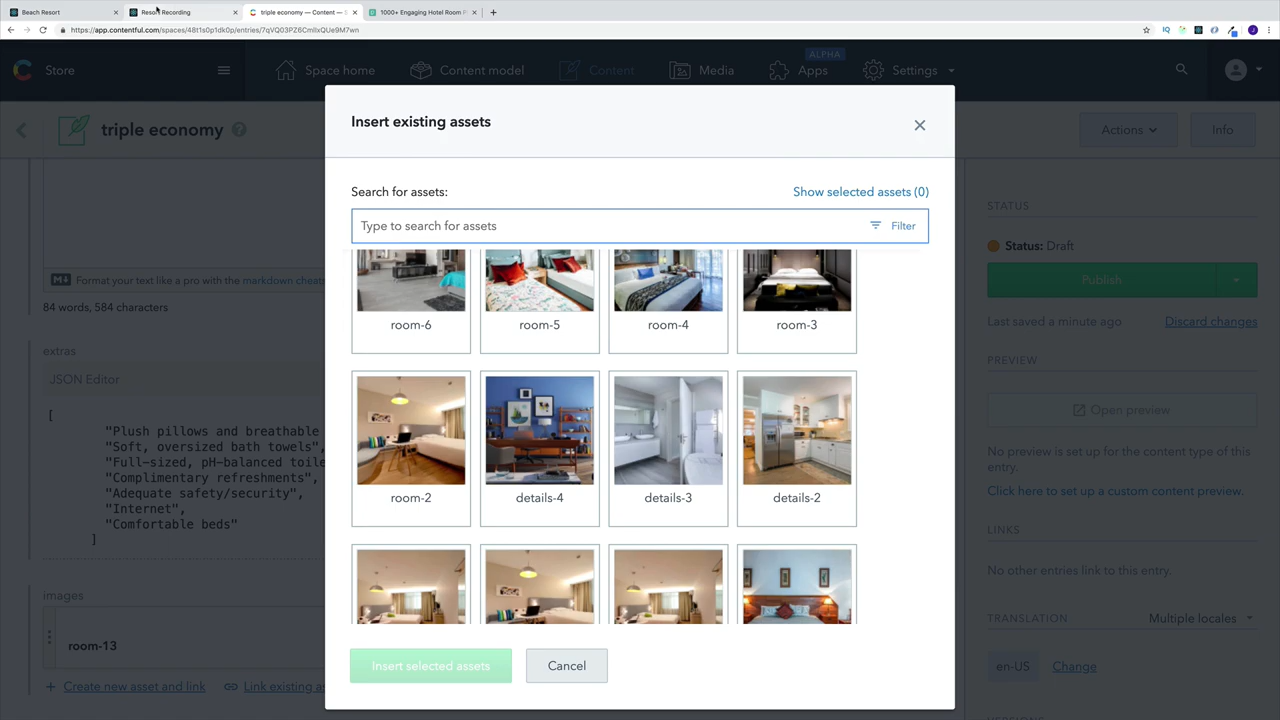 Beach Resort
Resort Recording
triple economy — Content — S
1000+ Engaging Hotel Room P
https://app.contentful.com/spaces/48t1s0p1dk0p/entries/7qVQ03PZ6CmlIxQUe9M7wn
Store
Space home
Content model
Content
Media
ALPHA
Apps
Settings
triple economy
Actions
Info
Insert existing assets
Search for assets:
Show selected assets (0)
Type to search for assets
Filter
room-6
room-5
room-4
room-3
room-2
details-4
details-3
details-2
Insert selected assets
Cancel
Format your text like a pro with the markdown cheats
84 words, 584 characters
extras
JSON Editor
[
"Plush pillows and breathable
"Soft, oversized bath towels",
"Full-sized, pH-balanced toile
"Complimentary refreshments",
"Adequate safety/security",
"Internet",
"Comfortable beds"
]
images
room-13
Create new asset and link
Link existing as
STATUS
Status: Draft
Publish
Last saved a minute ago
Discard changes
PREVIEW
Open preview
No preview is set up for the content type of this
entry.
Click here to set up a custom content preview.
LINKS
No other entries link to this entry.
TRANSLATION
Multiple locales
en-US
Change
VERSIONS